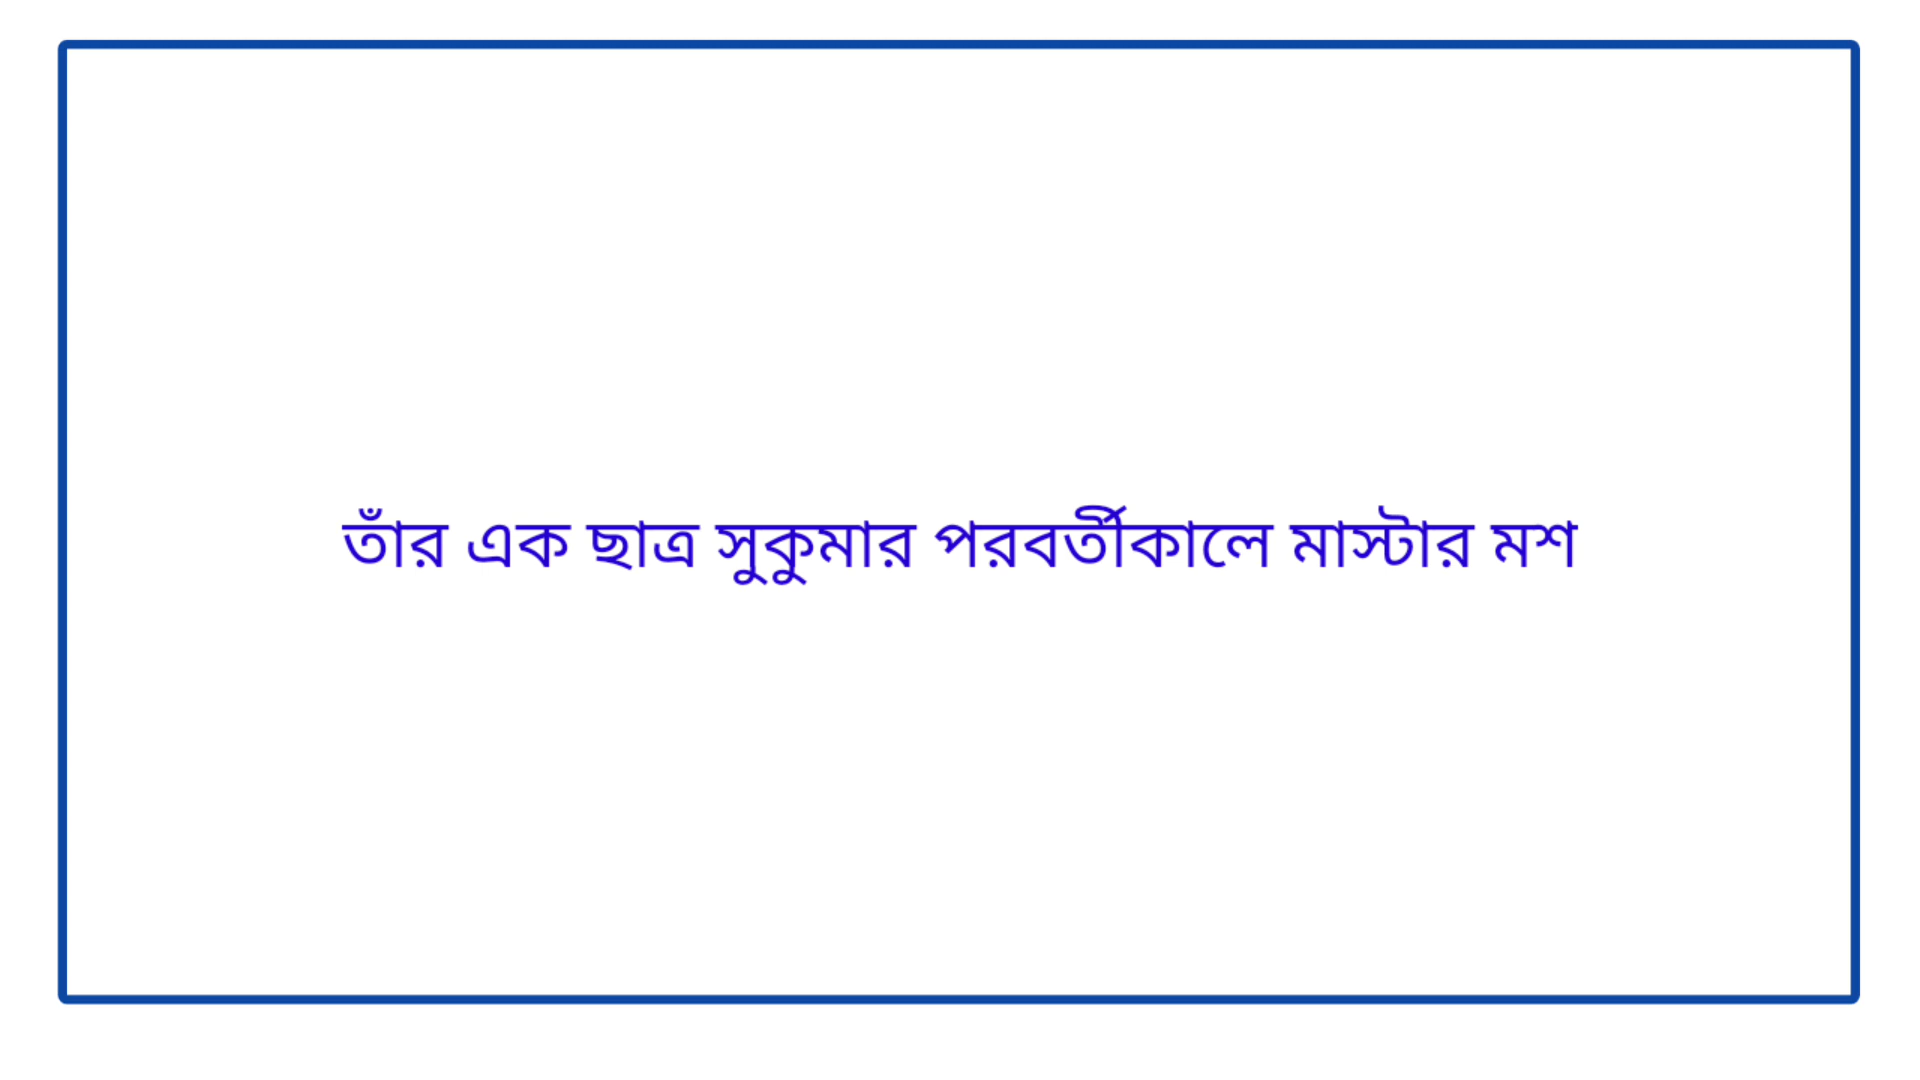 তাঁর এক ছাত্র সুকুমার পরবর্তীকালে মাস্টার মশ